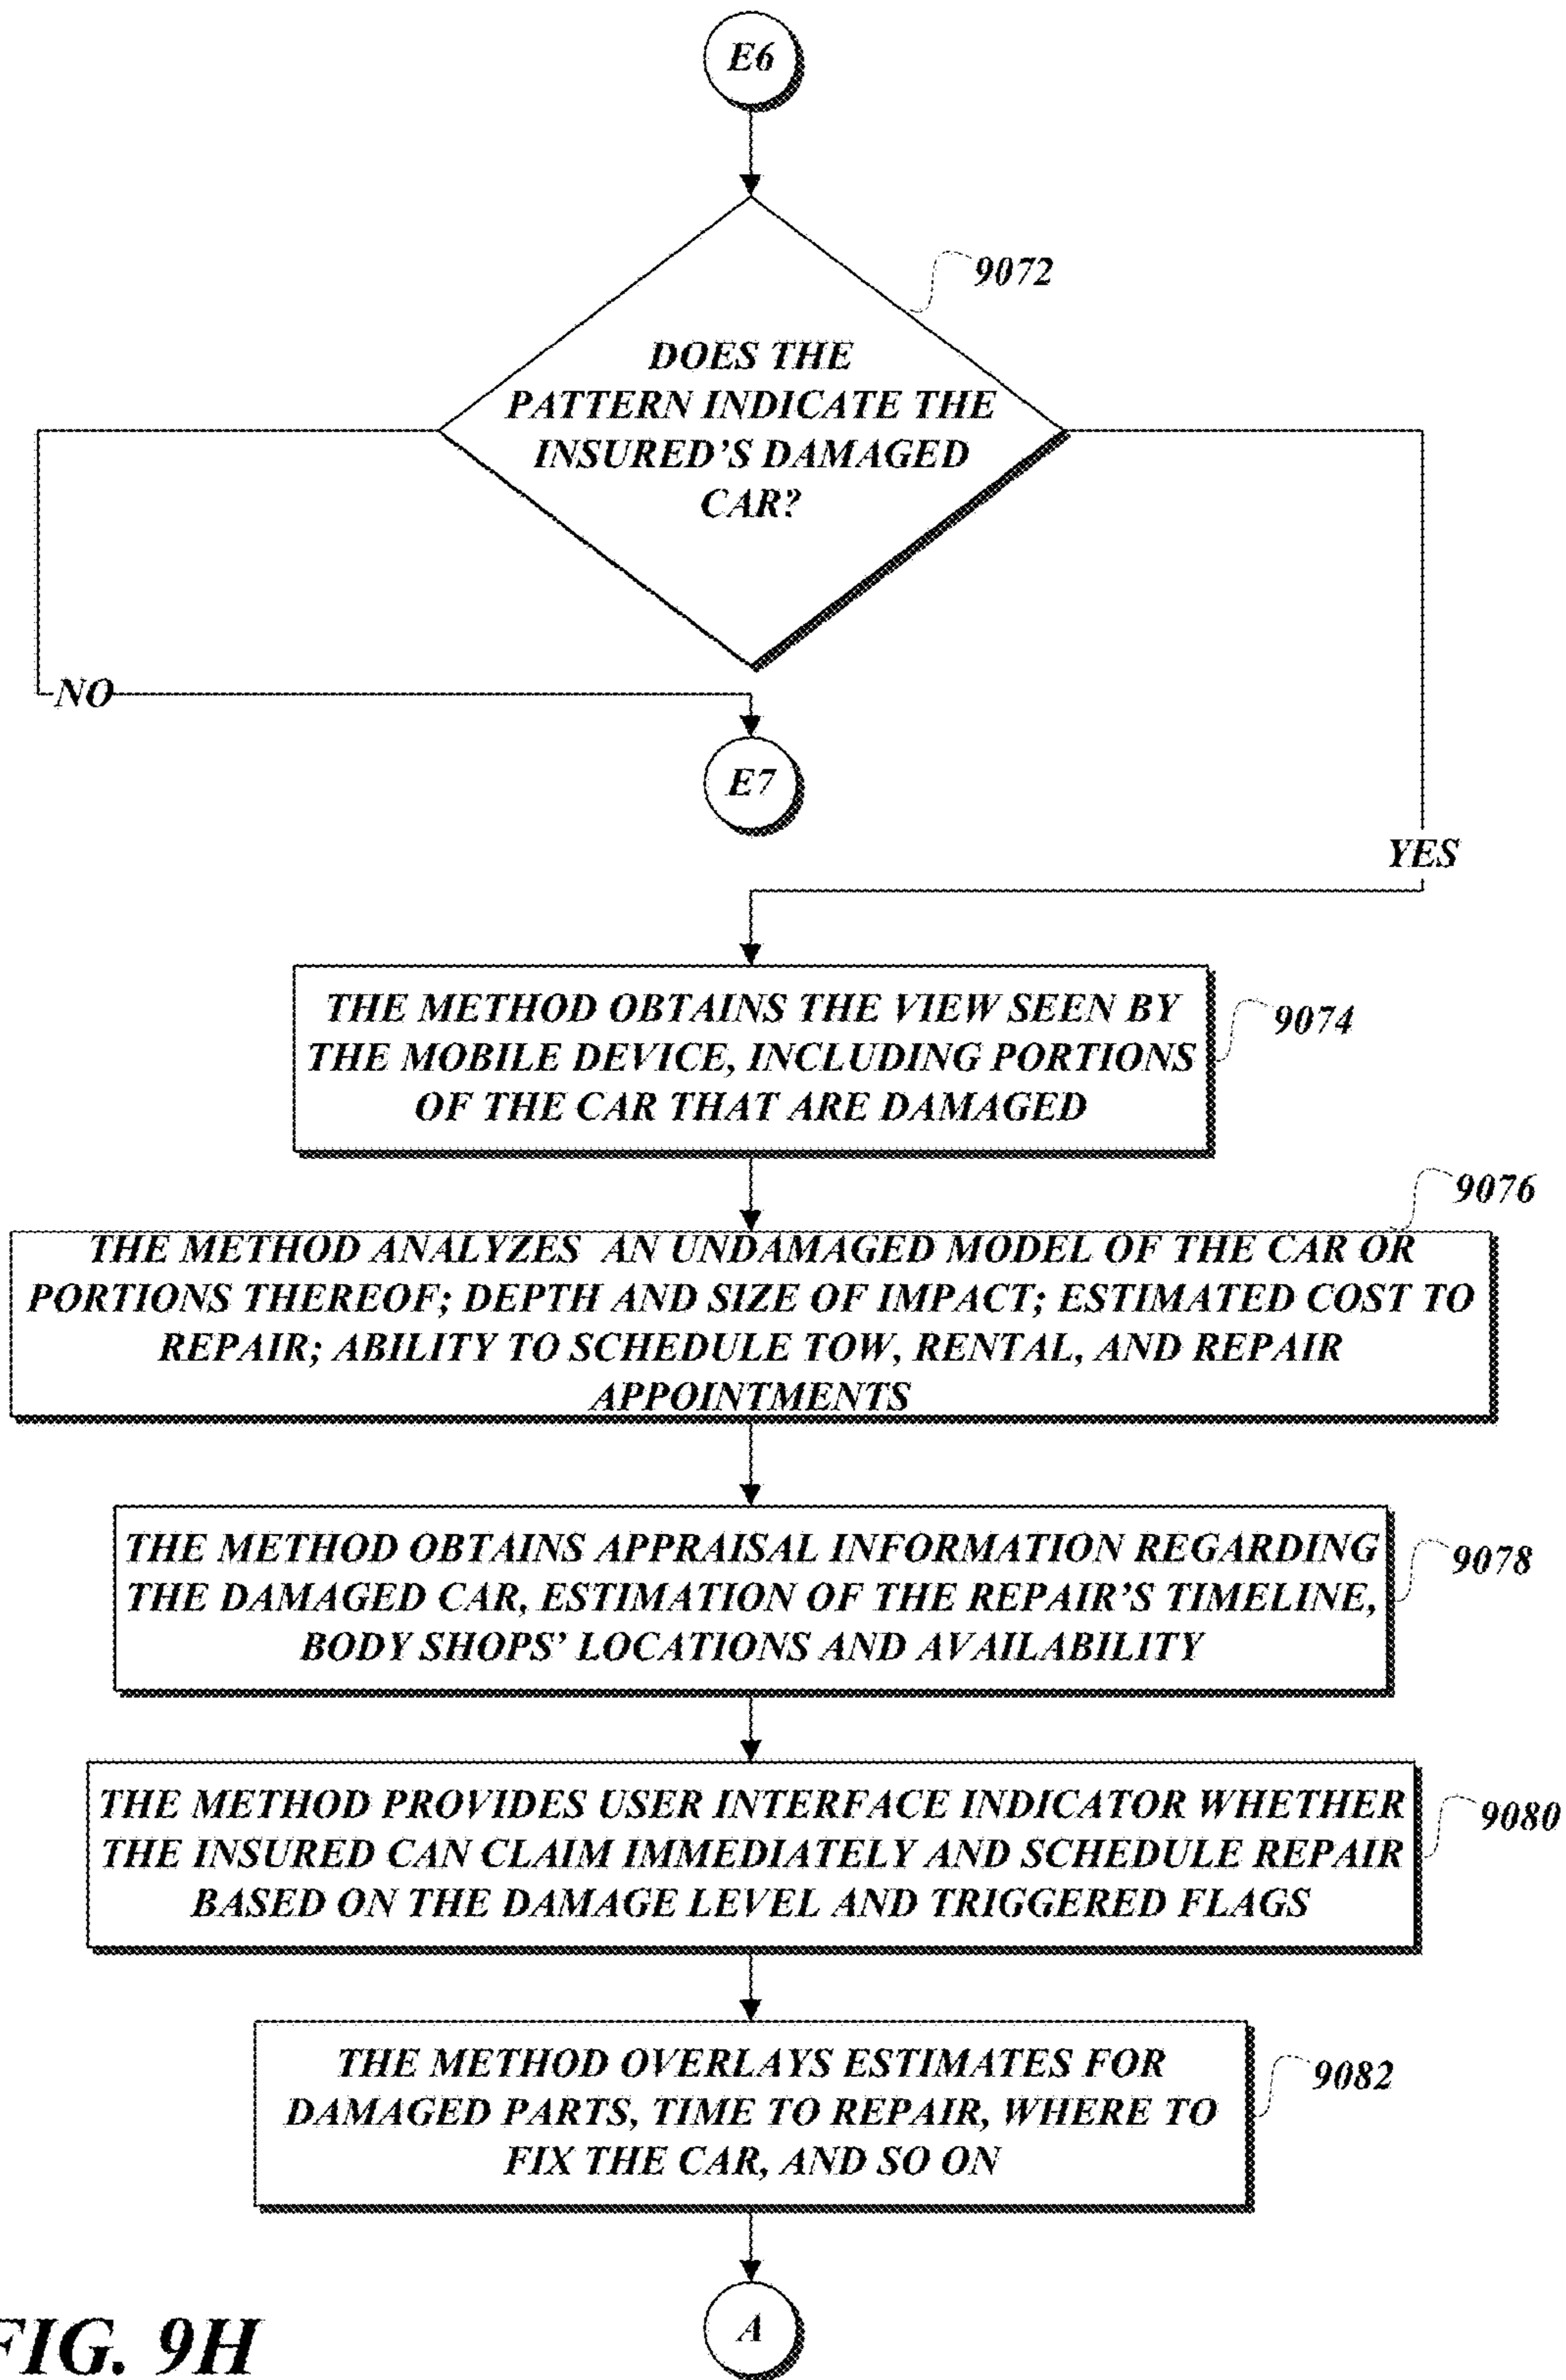 E6
9072
DOES THE
PATTERN INDICATE THE
INSURED'S DAMAGED
CAR?
NO
E7
YES
THE METHOD OBTAINS THE VIEW SEEN BY
THE MOBILE DEVICE, INCLUDING PORTIONS
OF THE CAR THAT ARE DAMAGED
9074
9076
THE METHOD ANALYZES AN UNDAMAGED MODEL OF THE CAR OR
PORTIONS THEREOF; DEPTH AND SIZE OF IMPACT; ESTIMATED COST TO
REPAIR; ABILITY TO SCHEDULE TOW, RENTAL, AND REPAIR
APPOINTMENTS
THE METHOD OBTAINS APPRAISAL INFORMATION REGARDING
THE DAMAGED CAR, ESTIMATION OF THE REPAIR'S TIMELINE,
BODY SHOPS' LOCATIONS AND AVAILABILITY
9078
THE METHOD PROVIDES USER INTERFACE INDICATOR WHETHER
THE INSURED CAN CLAIM IMMEDIATELY AND SCHEDULE REPAIR
BASED ON THE DAMAGE LEVEL AND TRIGGERED FLAGS
9080
THE METHOD OVERLAYS ESTIMATES FOR
DAMAGED PARTS, TIME TO REPAIR, WHERE TO
FIX THE CAR, AND SO ON
9082
A
FIG. 9H